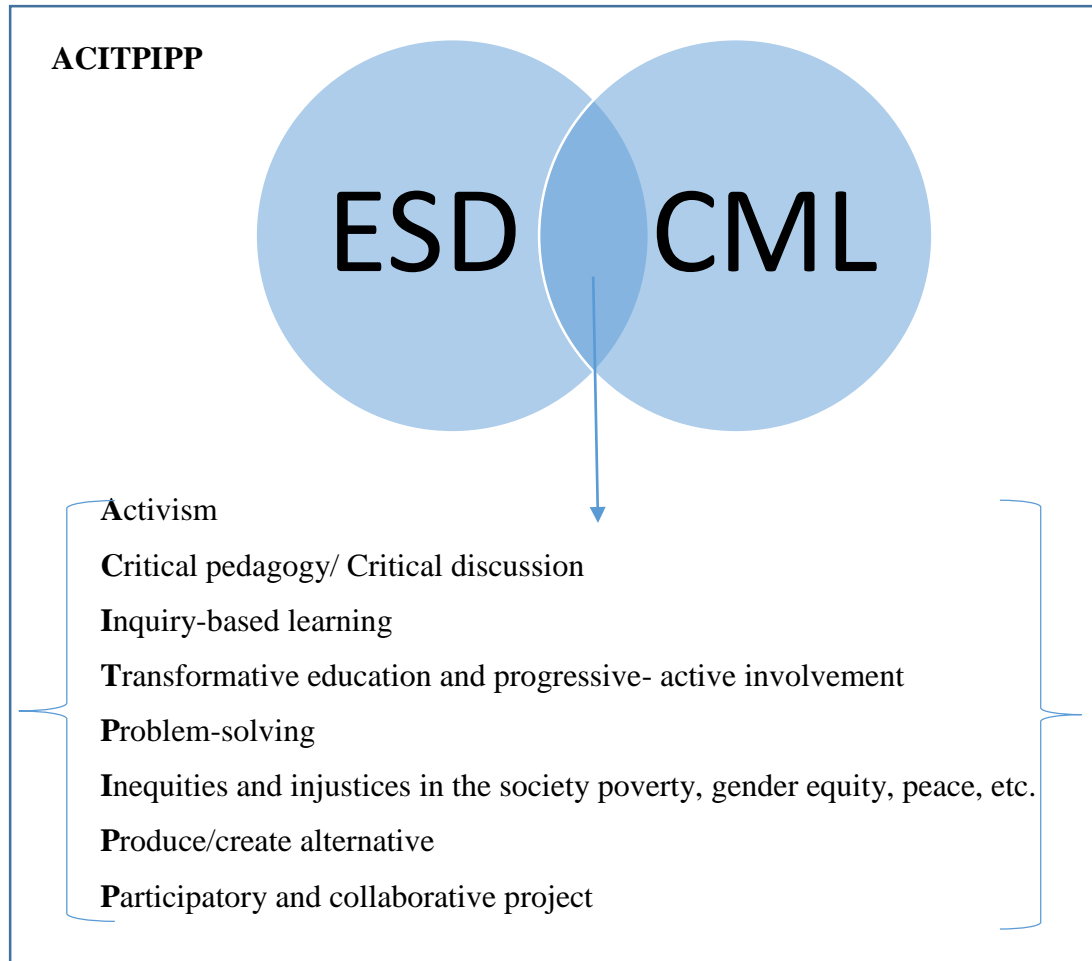 ACITPIPP
ESD CML
Activism
Critical pedagogy/ Critical discussion
Inquiry-based learning
Transformative education and progressive- active involvement
Problem-solving
Inequities and injustices in the society poverty, gender equity, peace, etc.
Produce/create alternative
Participatory and collaborative project